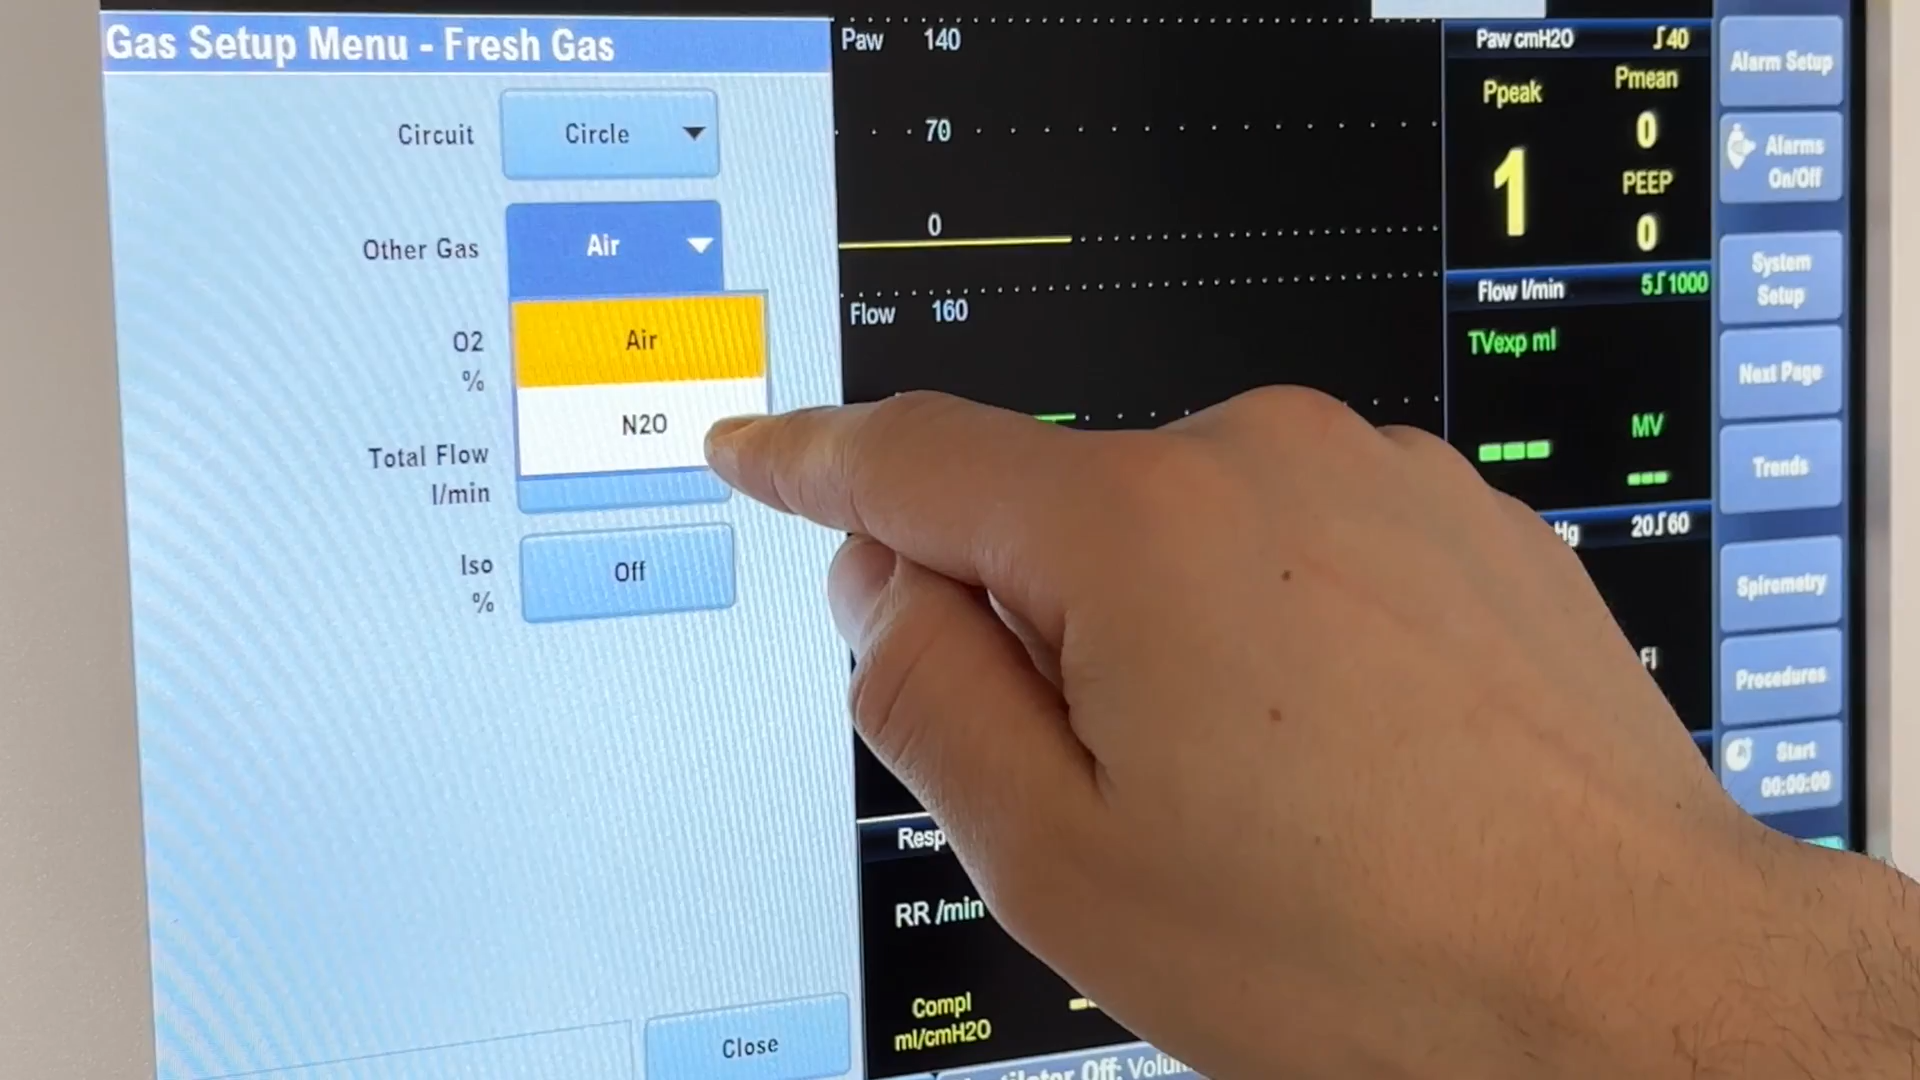 Gas Setup Menu - Fresh Gas
Circuit
Circle
Other Gas
Air
Air
N2O
O2
%
Total Flow
l/min
Iso
%
Off
Close
Paw 140
70
0
Flow 160
Resp
RR /min
Compl
ml/cmH2O
Off: Volu
Paw cmH2O
40
Ppeak
Pmean
1
0
PEEP
0
Flow l/min
5 1000
TVexp ml
MV
Hg
20 60
FI
Alarm Setup
Alarms
On/Off
System
Setup
Next Page
Trends
Spirometry
Procedures
Start
00:00:00